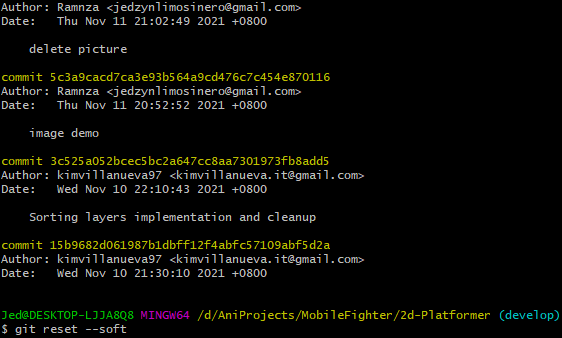 Author: Ramnza <jedzynlimosinero@gmail.com>
Date:   Thu Nov 11 21:02:49 2021 +0800
    delete picture
commit 5c3a9cacd7ca3e93b564a9cd476c7c454e870116
Author: Ramnza <jedzynlimosinero@gmail.com>
Date:   Thu Nov 11 20:52:52 2021 +0800
    image demo
commit 3c525a052bcec5bc2a647cc8aa7301973fb8add5
Author: kimvillanueva97 <kimvillanueva.it@gmail.com>
Date:   Wed Nov 10 22:10:43 2021 +0800
    Sorting layers implementation and cleanup
commit 15b9682d061987b1dbff12f4abfc57109abf5d2a
Author: kimvillanueva97 <kimvillanueva.it@gmail.com>
Date:   Wed Nov 10 21:30:10 2021 +0800
Jed@DESKTOP-LJJA8Q8 MINGW64 /d/AniProjects/MobileFighter/2d-Platformer (develop)
$ git reset --soft